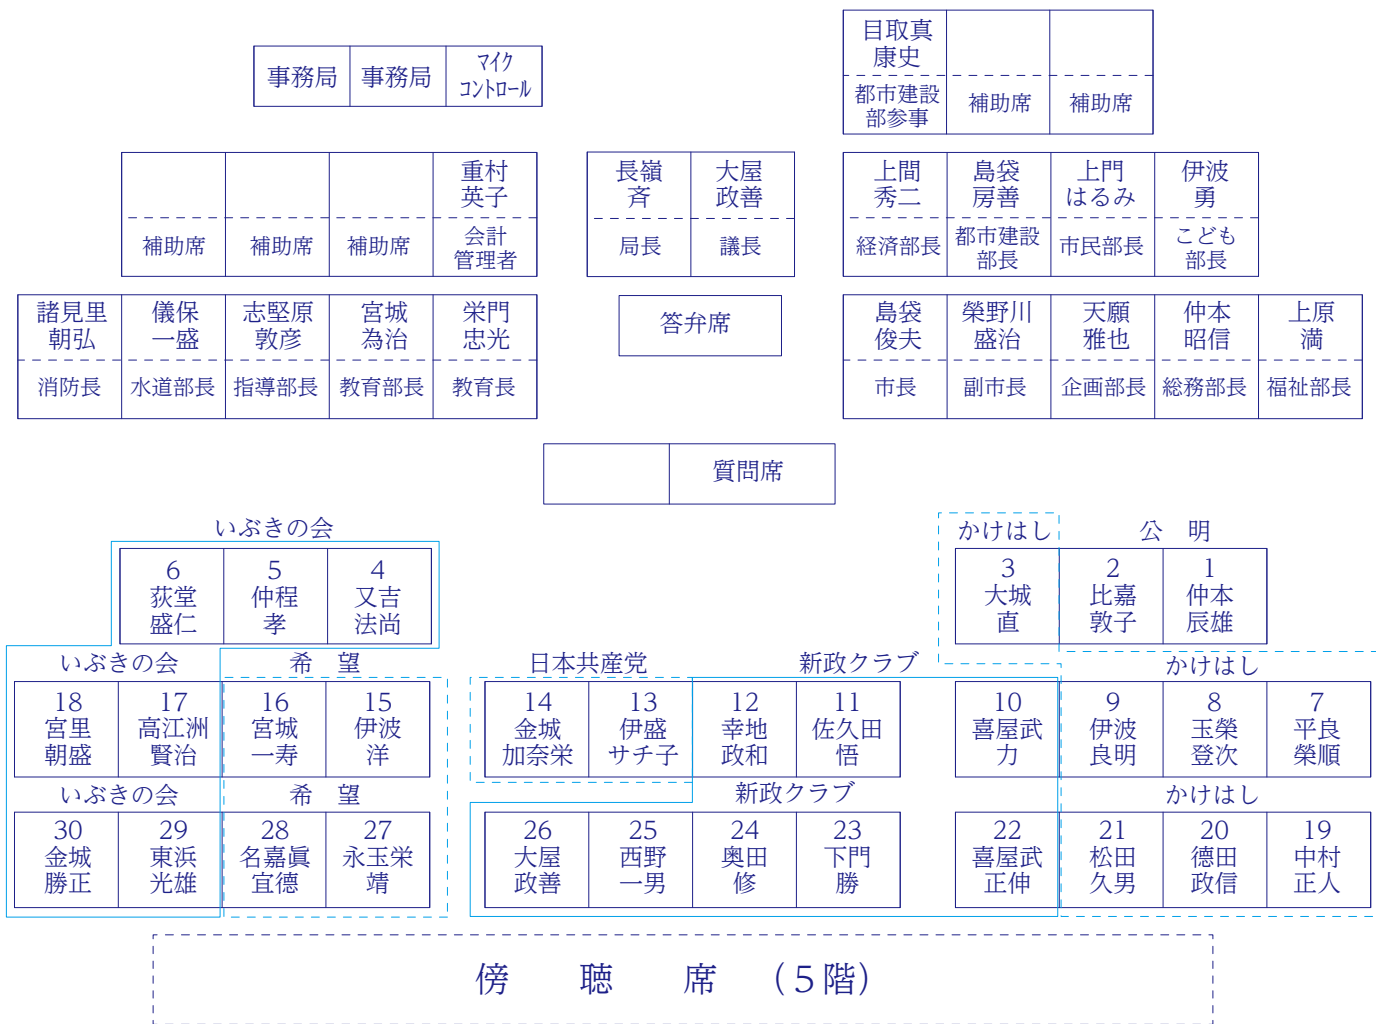 目取真
康史
都市建設
部参事
補助席
補助席
事務局
事務局
マイク
コントロール
補助席
補助席
補助席
重村
英子
会計
管理者
長嶺
斉
局長
大屋
政善
議長
上間
秀二
経済部長
島袋
房善
都市建設
部長
上門
はるみ
市民部長
伊波
勇
こども
部長
諸見里
朝弘
消防長
儀保
一盛
水道部長
志堅原
敦彦
指導部長
宮城
為治
教育部長
栄門
忠光
教育長
答弁席
島袋
俊夫
市長
榮野川
盛治
副市長
天願
雅也
企画部長
仲本
昭信
総務部長
上原
満
福祉部長
質問席
いぶきの会
6
荻堂
盛仁
5
仲程
孝
4
又吉
法尚
かけはし
3
大城
直
公　明
2
比嘉
敦子
1
仲本
辰雄
いぶきの会
18
宮里
朝盛
17
高江洲
賢治
希　望
16
宮城
一寿
15
伊波
洋
日本共産党
14
金城
加奈栄
13
伊盛
サチ子
新政クラブ
12
幸地
政和
11
佐久田
悟
10
喜屋武
力
かけはし
9
伊波
良明
8
玉榮
登次
7
平良
榮順
いぶきの会
30
金城
勝正
29
東浜
光雄
希　望
28
名嘉眞
宜德
27
永玉栄
靖
新政クラブ
26
大屋
政善
25
西野
一男
24
奥田
修
23
下門
勝
22
喜屋武
正伸
かけはし
21
松田
久男
20
德田
政信
19
中村
正人
傍　聴　席　(５階)